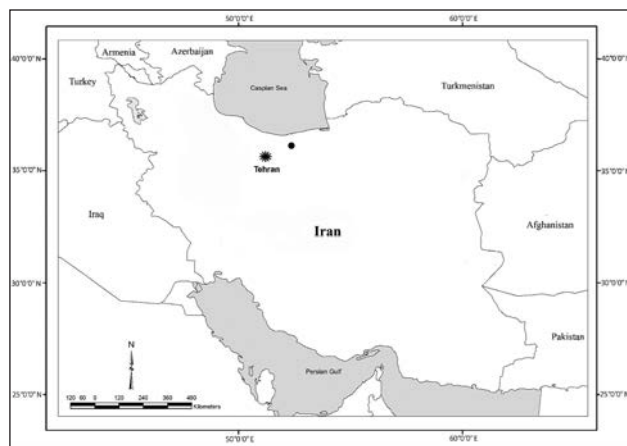 50°0'0"E 60°0'0"E
40°0'0"N 40°0'0"N
Armenia Azerbaijan
Turkey
Caspian Sea
Turkmenistan
35°0'0"N 35°0'0"N
Tehran
Iraq
Iran
Afghanistan
30°0'0"N 30°0'0"N
Pakistan
N
Persian Gulf
25°0'0"N 25°0'0"N
120 60 0 120 240 360 480
Kilometers
50°0'0"E 60°0'0"E